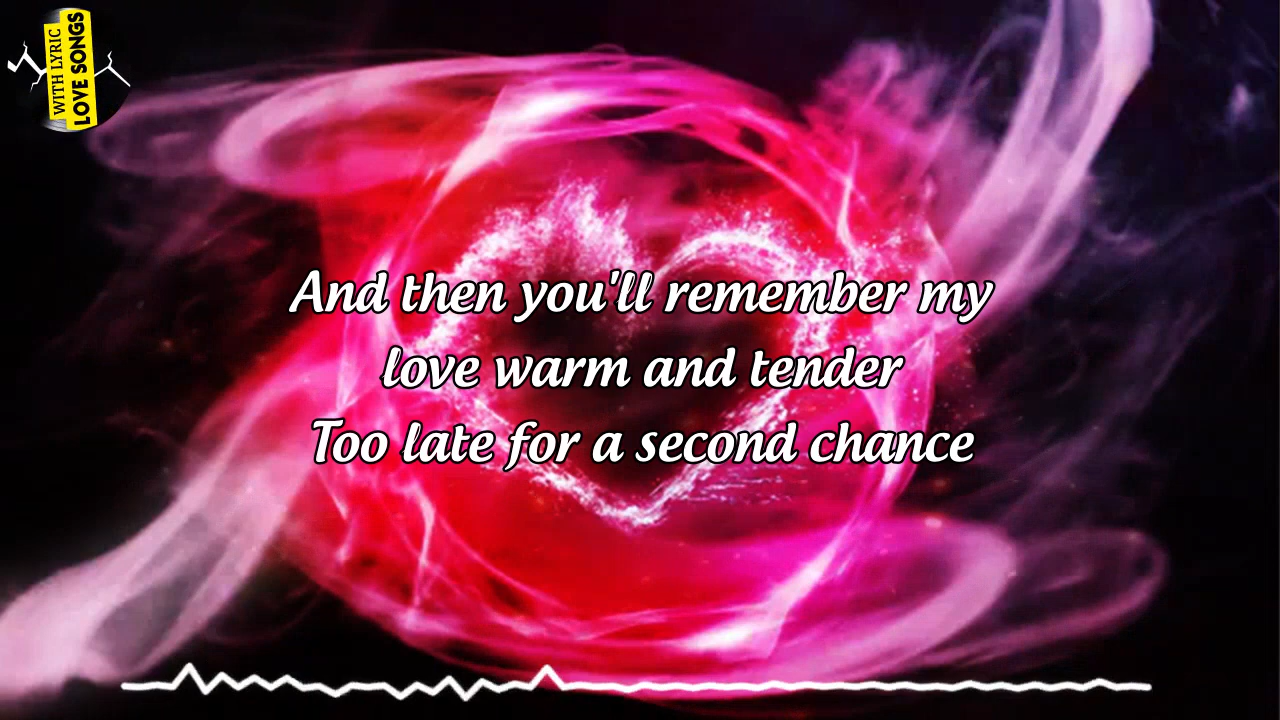 WITH LYRIC
LOVE SONGS
And then you'll remember my
love warm and tender
Too late for a second chance